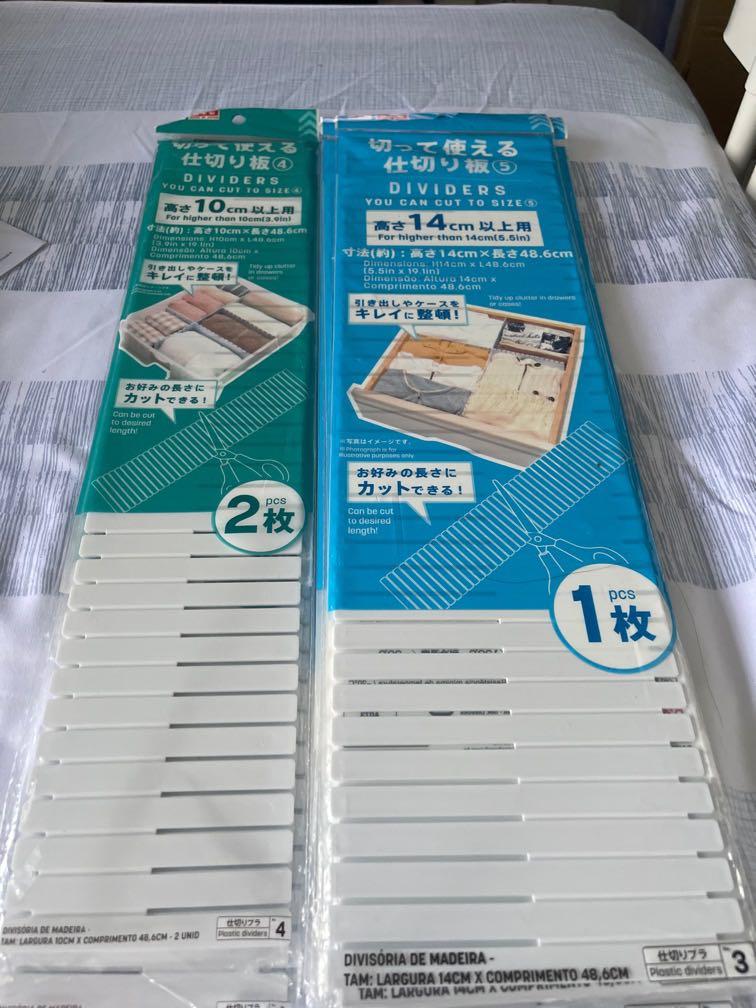 切って使える
仕切り板④
DIVIDERS
YOU CAN CUT TO SIZE④
高さ10cm以上用
For higher than 10cm(3.9in)
寸法(約)：高さ10cm×長さ48.6cm
Dimensions: H10cm x L48.6cm
(3.9in x 19.1in)
Dimensão: Altura 10cm x
Comprimento 48,6cm
引き出しやケースを
キレイに整頓！
Tidy up clutter in drawers
or cases!
お好みの長さに
カットできる！
Can be cut
to desired
length!
2
pcs
枚
DIVISÓRIA DE MADEIRA -
TAM: LARGURA 10CM X COMPRIMENTO 48,6CM - 2 UNID
仕切りプラ
Plastic dividers
No
4
切って使える
仕切り板⑤
DIVIDERS
YOU CAN CUT TO SIZE⑤
高さ14cm以上用
For higher than 14cm(5.5in)
寸法(約)：高さ14cm×長さ48.6cm
Dimensions: H14cm x L48.6cm
(5.5in x 19.1in)
Dimensão: Altura 14cm x
Comprimento 48.6cm
引き出しやケースを
キレイに整頓！
Tidy up clutter in drawers
or cases!
※写真はイメージです。
※Photograph is for
illustrative purposes only.
お好みの長さに
カットできる！
Can be cut
to desired
length!
1
pcs
枚
DIVISÓRIA DE MADEIRA -
TAM: LARGURA 14CM X COMPRIMENTO 48,6CM
仕切りプラ
Plastic dividers
No
3